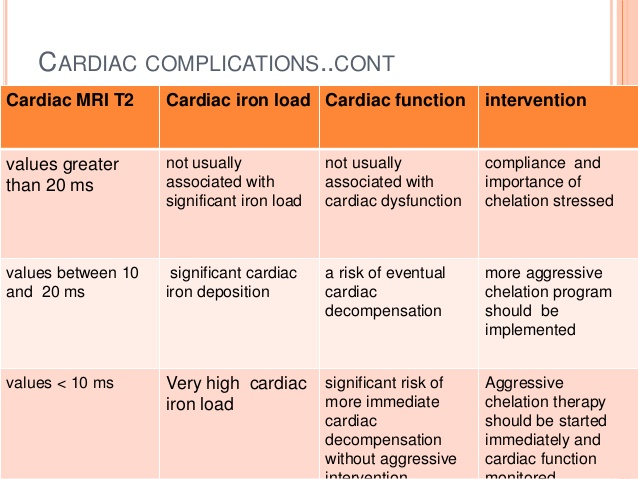 CARDIAC COMPLICATIONS..CONT
Cardiac MRI T2
Cardiac iron load
Cardiac function
intervention
values greater
than 20 ms
not usually
associated with
significant iron load
not usually
associated with
cardiac dysfunction
compliance and
importance of
chelation stressed
values between 10
and 20 ms
significant cardiac
iron deposition
a risk of eventual
cardiac
decompensation
more aggressive
chelation program
should be
implemented
values < 10 ms
Very high cardiac
iron load
significant risk of
more immediate
cardiac
decompensation
without aggressive
intervention
Aggressive
chelation therapy
should be started
immediately and
cardiac function
monitored